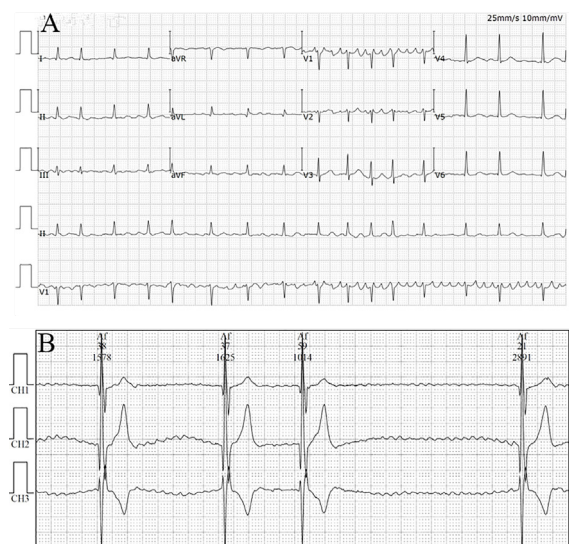 A
25mm/s 10mm/mV
I aVR V1 V4
II aVL V2 V5
III aVF V3 V6
II
V1
B
Af Af Af Af
38 37 59 21
1578 1625 1014 2891
CH1
CH2
CH3